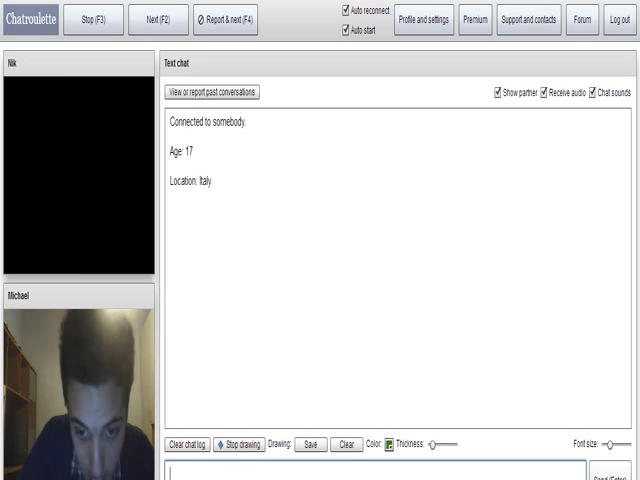 Chatroulette
Stop (F3)
Next (F2)
Report & next (F4)
Auto reconnect
Auto start
Profile and settings
Premium
Support and contacts
Forum
Log out
Nik
Text chat
View or report past conversations
Show partner
Receive audio
Chat sounds
Connected to somebody.
Age: 17
Location: Italy
Michael
Clear chat log
Stop drawing
Drawing:
Save
Clear
Color:
Thickness:
Font size:
Send (Enter)